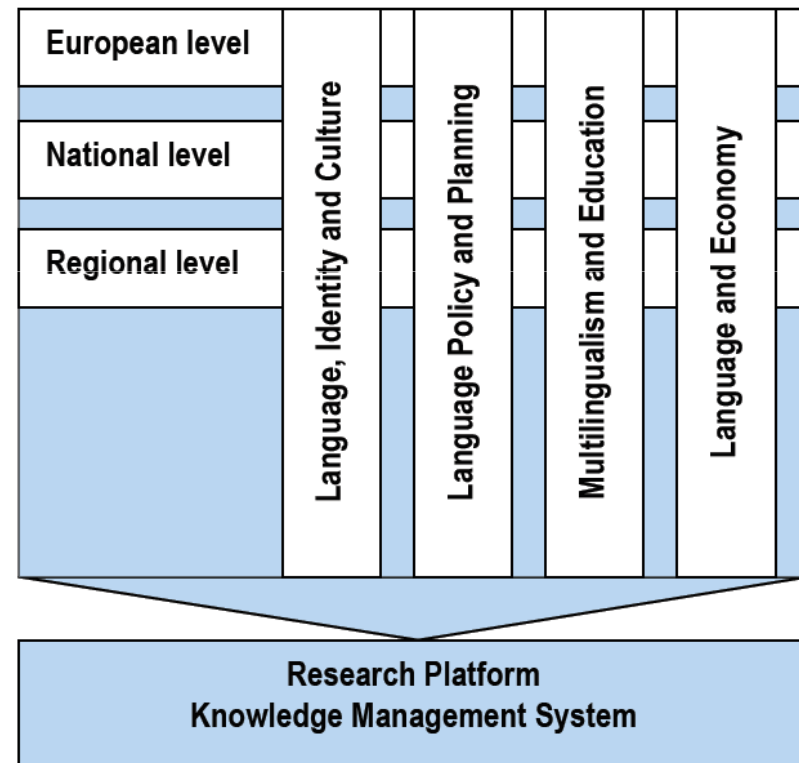 European level
National level
Regional level
Language, Identity and Culture
Language Policy and Planning
Multilingualism and Education
Language and Economy
Research Platform
Knowledge Management System